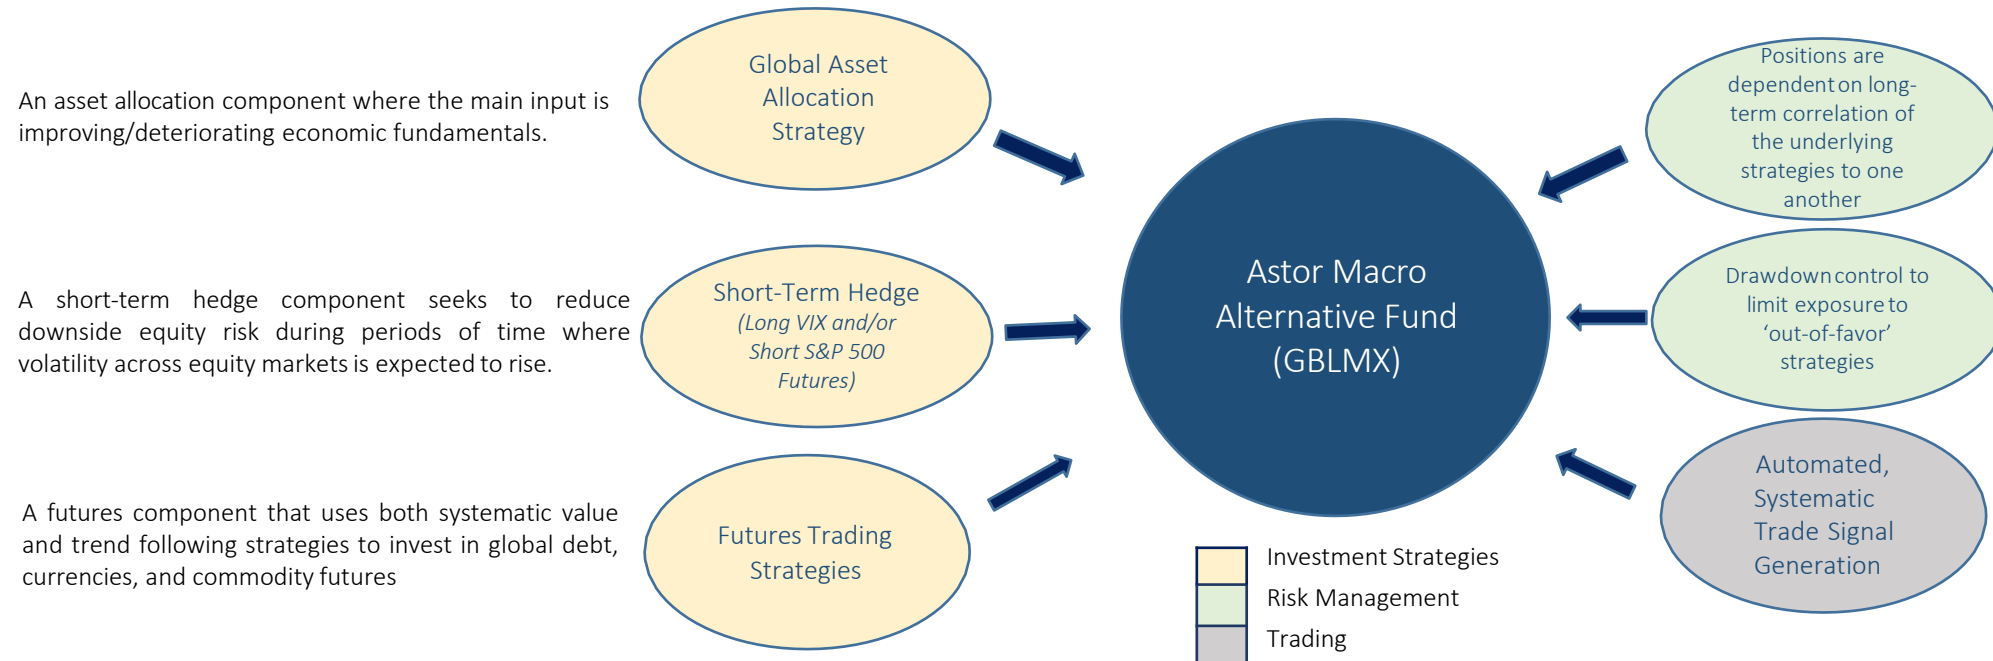 An asset allocation component where the main input is
improving/deteriorating economic fundamentals.
Global Asset
Allocation
Strategy
A short-term hedge component seeks to reduce
downside equity risk during periods of time where
volatility across equity markets is expected to rise.
Short-Term Hedge
(Long VIX and/or
Short S&P 500
Futures)
A futures component that uses both systematic value
and trend following strategies to invest in global debt,
currencies, and commodity futures
Futures Trading
Strategies
Astor Macro
Alternative Fund
(GBLMX)
Positions are
dependent on long-
term correlation of
the underlying
strategies to one
another
Drawdown control to
limit exposure to
‘out-of-favor’
strategies
Automated,
Systematic
Trade Signal
Generation
Investment Strategies
Risk Management
Trading